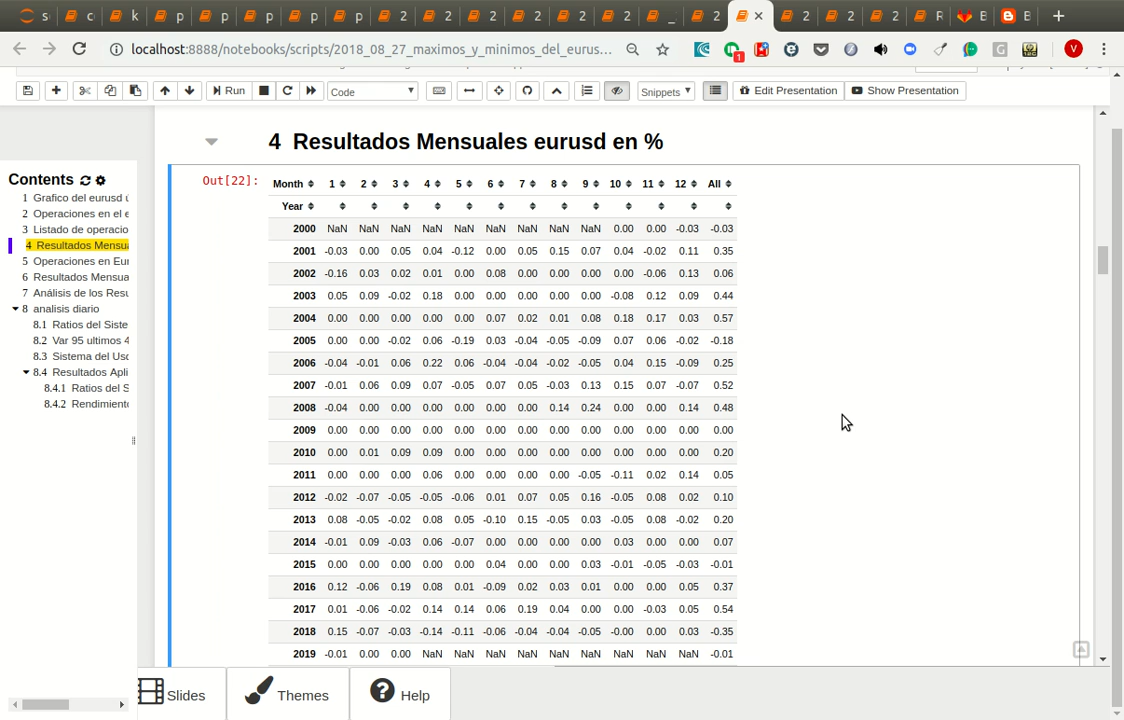 localhost:8888/notebooks/scripts/2018_08_27_maximos_y_minimos_del_eurus...
Run Code Snippets Edit Presentation Show Presentation
4 Resultados Mensuales eurusd en %
Contents
1 Grafico del eurusd
2 Operaciones en el e
3 Listado de operacio
4 Resultados Mensua
5 Operaciones en Eur
6 Resultados Mensua
7 Análisis de los Resu
8 analisis diario
8.1 Ratios del Siste
8.2 Var 95 ultimos 4
8.3 Sistema del Uso
8.4 Resultados Apli
8.4.1 Ratios del S
8.4.2 Rendimiento
Out[22]:
Month 1 2 3 4 5 6 7 8 9 10 11 12 All
Year
2000 NaN NaN NaN NaN NaN NaN NaN NaN NaN 0.00 0.00 -0.03 -0.03
2001 -0.03 0.00 0.05 0.04 -0.12 0.00 0.05 0.15 0.07 0.04 -0.02 0.11 0.35
2002 -0.16 0.03 0.02 0.01 0.00 0.08 0.00 0.00 0.00 0.00 -0.06 0.13 0.06
2003 0.05 0.09 -0.02 0.18 0.00 0.00 0.00 0.00 0.00 -0.08 0.12 0.09 0.44
2004 0.00 0.00 0.00 0.00 0.00 0.07 0.02 0.01 0.08 0.18 0.17 0.03 0.57
2005 0.00 0.00 -0.02 0.06 -0.19 0.03 -0.04 -0.05 -0.09 0.07 0.06 -0.02 -0.18
2006 -0.04 -0.01 0.06 0.22 0.06 -0.04 -0.04 -0.02 -0.05 0.04 0.15 -0.09 0.25
2007 -0.01 0.06 0.09 0.07 -0.05 0.07 0.05 -0.03 0.13 0.15 0.07 -0.07 0.52
2008 -0.04 0.00 0.00 0.00 0.00 0.00 0.00 0.14 0.24 0.00 0.00 0.14 0.48
2009 0.00 0.00 0.00 0.00 0.00 0.00 0.00 0.00 0.00 0.00 0.00 0.00 0.00
2010 0.00 0.01 0.09 0.09 0.00 0.00 0.00 0.00 0.00 0.00 0.00 0.00 0.20
2011 0.00 0.00 0.00 0.06 0.00 0.00 0.00 0.00 -0.05 -0.11 0.02 0.14 0.05
2012 -0.02 -0.07 -0.05 -0.05 -0.06 0.01 0.07 0.05 0.16 -0.05 0.08 0.02 0.10
2013 0.08 -0.05 -0.02 0.08 0.05 -0.10 0.15 -0.05 0.03 -0.05 0.08 -0.02 0.20
2014 -0.01 0.09 -0.03 0.06 -0.07 0.00 0.00 0.00 0.00 0.03 0.00 0.00 0.07
2015 0.00 0.00 0.00 0.00 0.00 0.04 0.00 0.00 0.03 -0.01 -0.05 -0.03 -0.01
2016 0.12 -0.06 0.19 0.08 0.01 -0.09 0.02 0.03 0.01 0.00 0.00 0.05 0.37
2017 0.01 -0.06 -0.02 0.14 0.14 0.06 0.19 0.04 0.00 0.00 -0.03 0.05 0.54
2018 0.15 -0.07 -0.03 -0.14 -0.11 -0.06 -0.04 -0.04 -0.05 -0.00 0.00 0.03 -0.35
2019 -0.01 0.00 0.00 NaN NaN NaN NaN NaN NaN NaN NaN NaN -0.01
Slides Themes Help